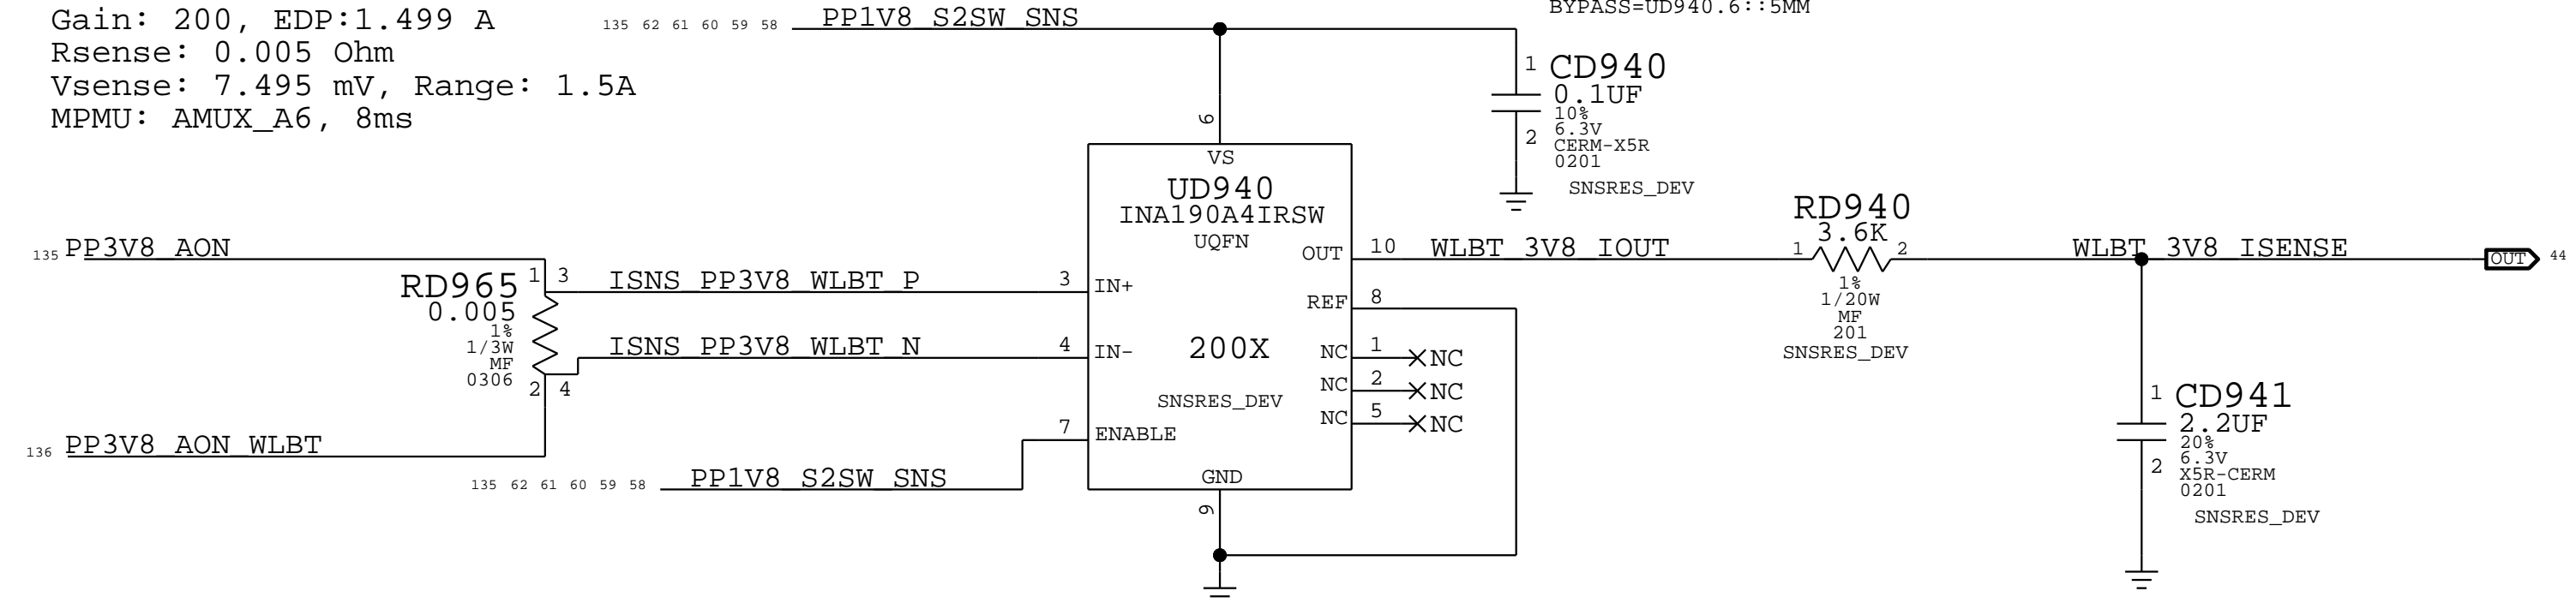 Gain: 200, EDP:1.499 A
Rsense: 0.005 Ohm
Vsense: 7.495 mV, Range: 1.5A
MPMU: AMUX_A6, 8ms
135 62 61 60 59 58 PP1V8_S2SW_SNS
BYPASS=UD940.6::5MM
1 CD940
0.1UF
10%
6.3V
2
CERM-X5R
0201
SNSRES_DEV
6
VS
UD940
INA190A4IRSW
UQFN
200X
SNSRES_DEV
135 PP3V8_AON
1 3
RD965
0.005
1%
1/3W
MF
0306
2 4
136 PP3V8_AON_WLBT
ISNS_PP3V8_WLBT_P 3 IN+
ISNS_PP3V8_WLBT_N 4 IN-
7 ENABLE
135 62 61 60 59 58 PP1V8_S2SW_SNS
GND
9
OUT 10 WLBT_3V8_IOUT
REF 8
NC 1 NC
NC 2 NC
NC 5 NC
RD940
1 3.6K 2
1%
1/20W
MF
201
SNSRES_DEV
WLBT_3V8_ISENSE OUT 44
1 CD941
2.2UF
20%
6.3V
2
X5R-CERM
0201
SNSRES_DEV